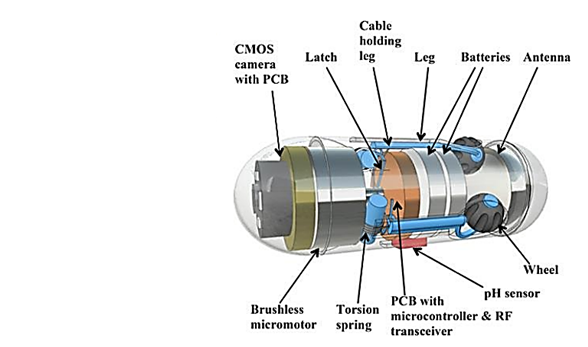 Cable
holding
leg
CMOS
camera
with PCB
Latch
Leg
Batteries
Antenna
Wheel
pH sensor
Brushless
micromotor
Torsion
spring
PCB with
microcontroller & RF
transceiver